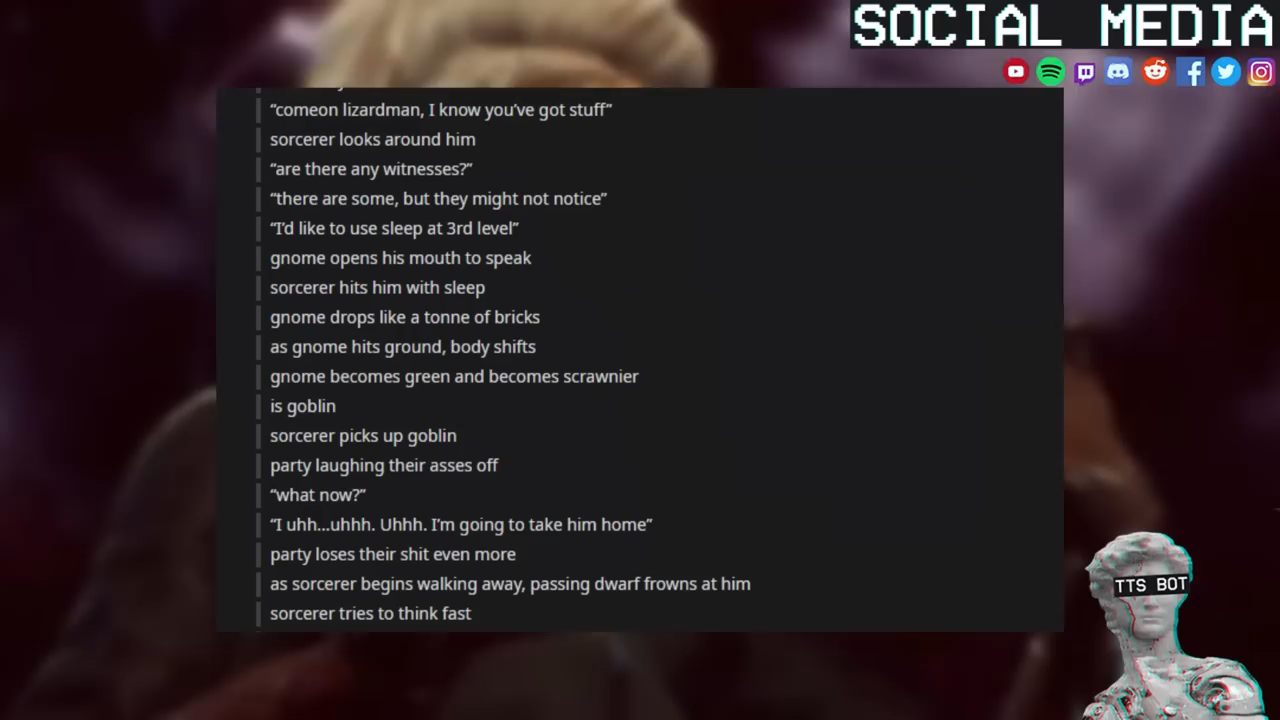 SOCIAL MEDIA
“comeon lizardman, I know you’ve got stuff”
sorcerer looks around him
“are there any witnesses?”
“there are some, but they might not notice”
“I’d like to use sleep at 3rd level”
gnome opens his mouth to speak
sorcerer hits him with sleep
gnome drops like a tonne of bricks
as gnome hits ground, body shifts
gnome becomes green and becomes scrawnier
is goblin
sorcerer picks up goblin
party laughing their asses off
“what now?”
“I uhh...uhhh. Uhhh. I’m going to take him home”
party loses their shit even more
as sorcerer begins walking away, passing dwarf frowns at him
sorcerer tries to think fast
TTS BOT